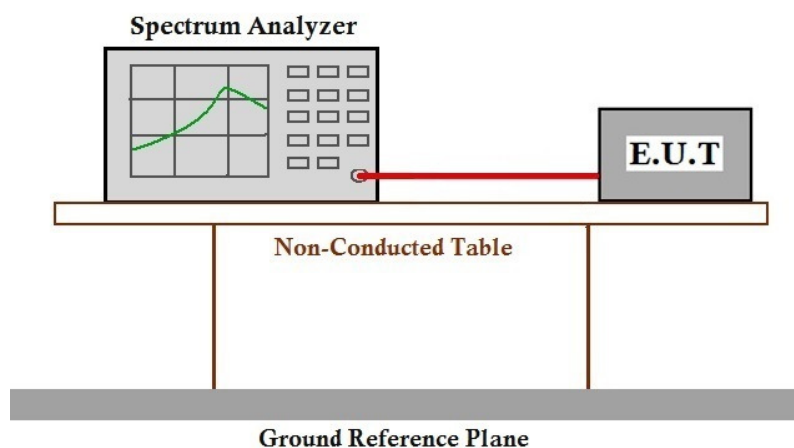 Spectrum Analyzer
E.U.T
Non-Conducted Table
Ground Reference Plane